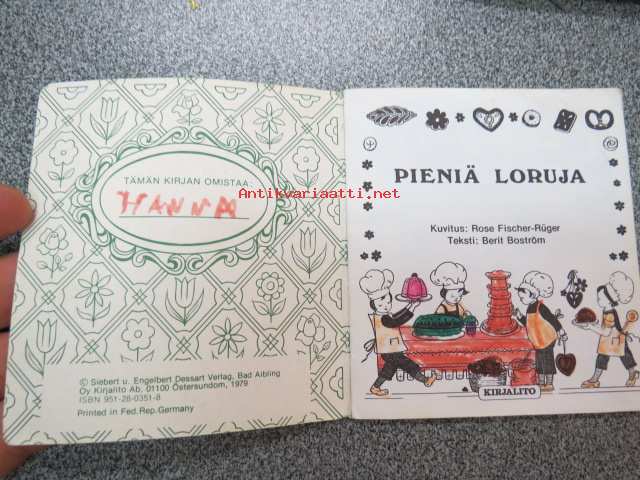 TÄMÄN KIRJAN OMISTAA:
HANNA
© Siebert u. Engelbert Dessart Verlag, Bad Aibling
Oy Kirjalito Ab, 01100 Östersundom, 1979
ISBN 951-28-0351-8
Printed in Fed.Rep.Germany
Antikvariaatti.net
PIENIÄ LORUJA
Kuvitus: Rose Fischer-Rüger
Teksti: Berit Boström
KIRJALITO